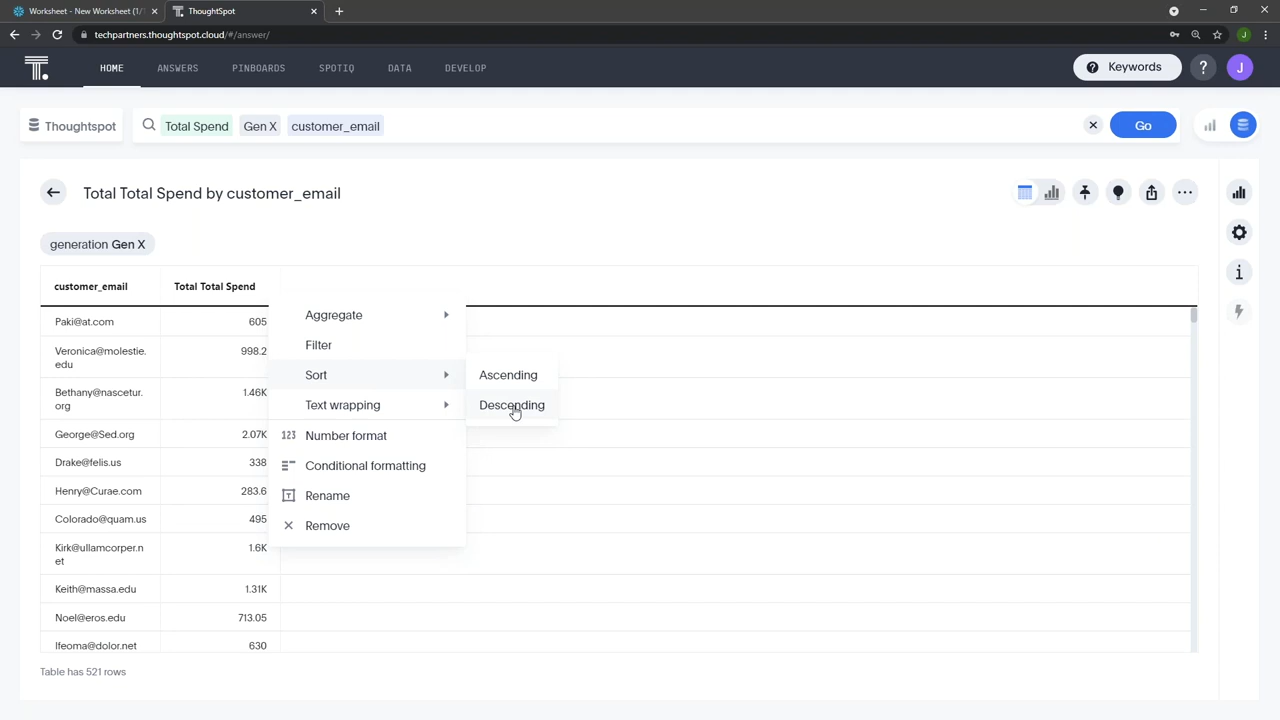 Worksheet - New Worksheet (1/1
ThoughtSpot
techpartners.thoughtspot.cloud/#/answer/
J
T.
HOME
ANSWERS
PINBOARDS
SPOTIQ
DATA
DEVELOP
? Keywords
?
J
Thoughtspot
Total Spend Gen X customer_email
Go
Total Total Spend by customer_email
generation Gen X
customer_email Total Total Spend
Paki@at.com 605
Veronica@molestie. 998.2
edu
Bethany@nascetur. 1.46K
org
George@Sed.org 2.07K
Drake@felis.us 338
Henry@Curae.com 283.6
Colorado@quam.us 495
Kirk@ullamcorper.n 1.6K
et
Keith@massa.edu 1.31K
Noel@eros.edu 713.05
Ifeoma@dolor.net 630
Aggregate
Filter
Sort
Text wrapping
123 Number format
Conditional formatting
T Rename
Remove
Ascending
Descending
Table has 521 rows